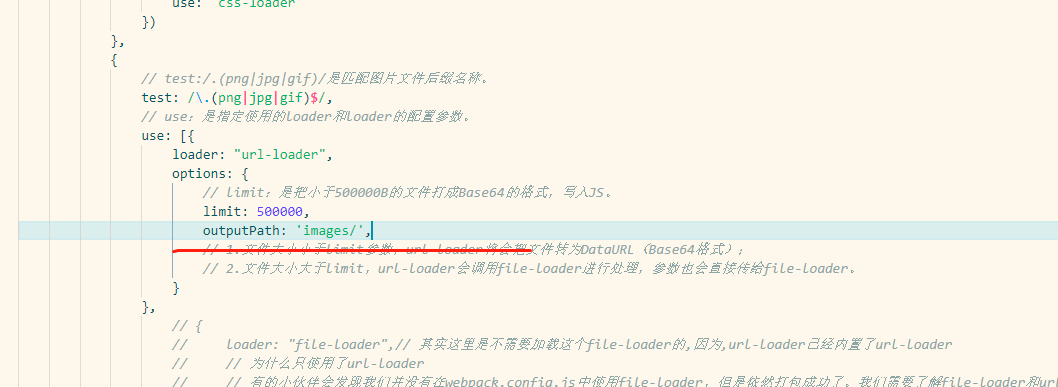 use: "css-loader"
})
},
{
// test:/.(png|jpg|gif)/是匹配图片文件后缀名称。
test: /\.(png|jpg|gif)$/,
// use：是指定使用的loader和loader的配置参数。
use: [{
loader: "url-loader",
options: {
// limit：是把小于500000B的文件打成Base64的格式，写入JS。
limit: 500000,
outputPath: 'images/',
// 1.文件大小小于limit参数，url-loader将会把文件转为DataURL（Base64格式）；
// 2.文件大小大于limit，url-loader会调用file-loader进行处理，参数也会直接传给file-loader。
}
},
// {
//     loader: "file-loader",// 其实这里是不需要加载这个file-loader的,因为,url-loader已经内置了url-loader
//     // 为什么只使用了url-loader
//     // 有的小伙伴会发现我们并没有在webpack.config.js中使用file-loader，但是依然打包成功了。我们需要了解file-loader和ur